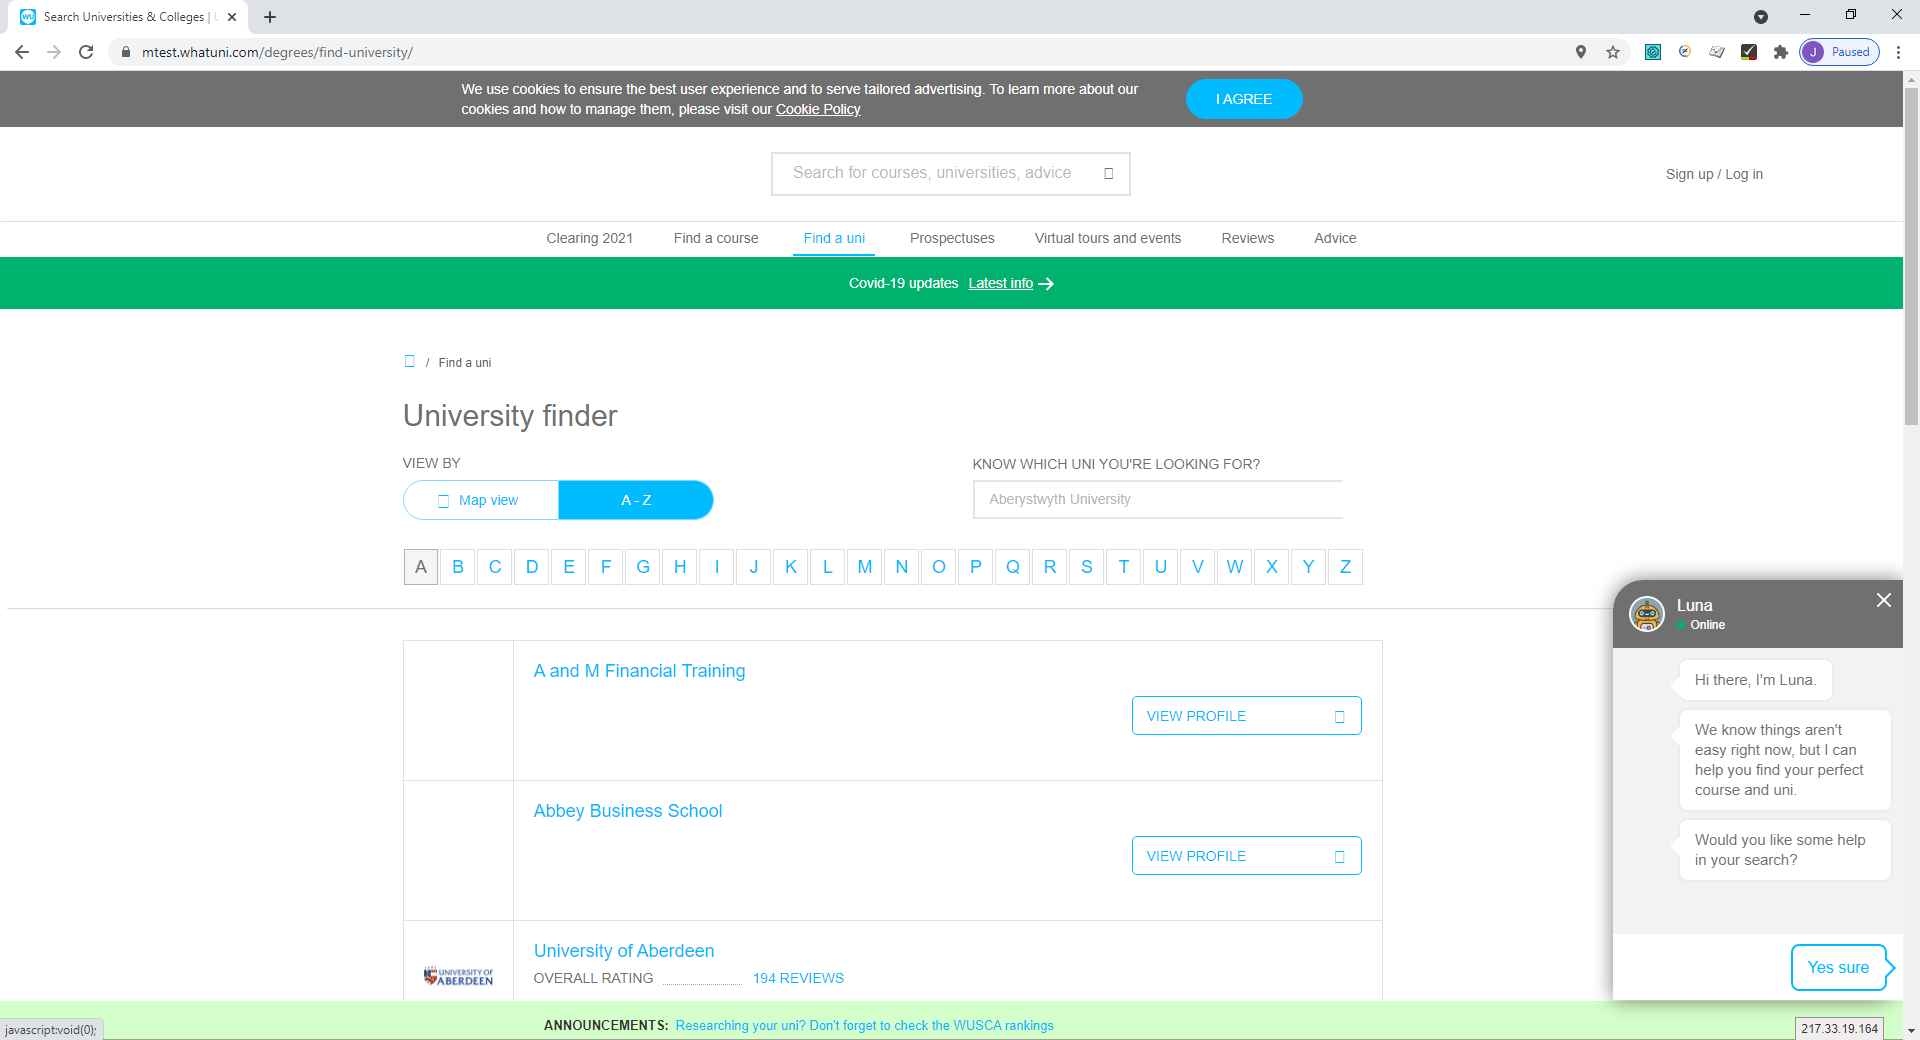 Search Universities & Colleges |
mtest.whatuni.com/degrees/find-university/
J Paused
We use cookies to ensure the best user experience and to serve tailored advertising. To learn more about our
cookies and how to manage them, please visit our Cookie Policy
I AGREE
Search for courses, universities, advice
Sign up / Log in
Clearing 2021
Find a course
Find a uni
Prospectuses
Virtual tours and events
Reviews
Advice
Covid-19 updates Latest info
/ Find a uni
University finder
VIEW BY
Map view
A - Z
KNOW WHICH UNI YOU'RE LOOKING FOR?
Aberystwyth University
A B C D E F G H I J K L M N O P Q R S T U V W X Y Z
A and M Financial Training
VIEW PROFILE
Abbey Business School
VIEW PROFILE
UNIVERSITY OF
ABERDEEN
University of Aberdeen
OVERALL RATING
194 REVIEWS
Luna
Online
Hi there, I'm Luna.
We know things aren't
easy right now, but I can
help you find your perfect
course and uni.
Would you like some help
in your search?
Yes sure
ANNOUNCEMENTS: Researching your uni? Don't forget to check the WUSCA rankings
javascript:void(0);
217.33.19.164